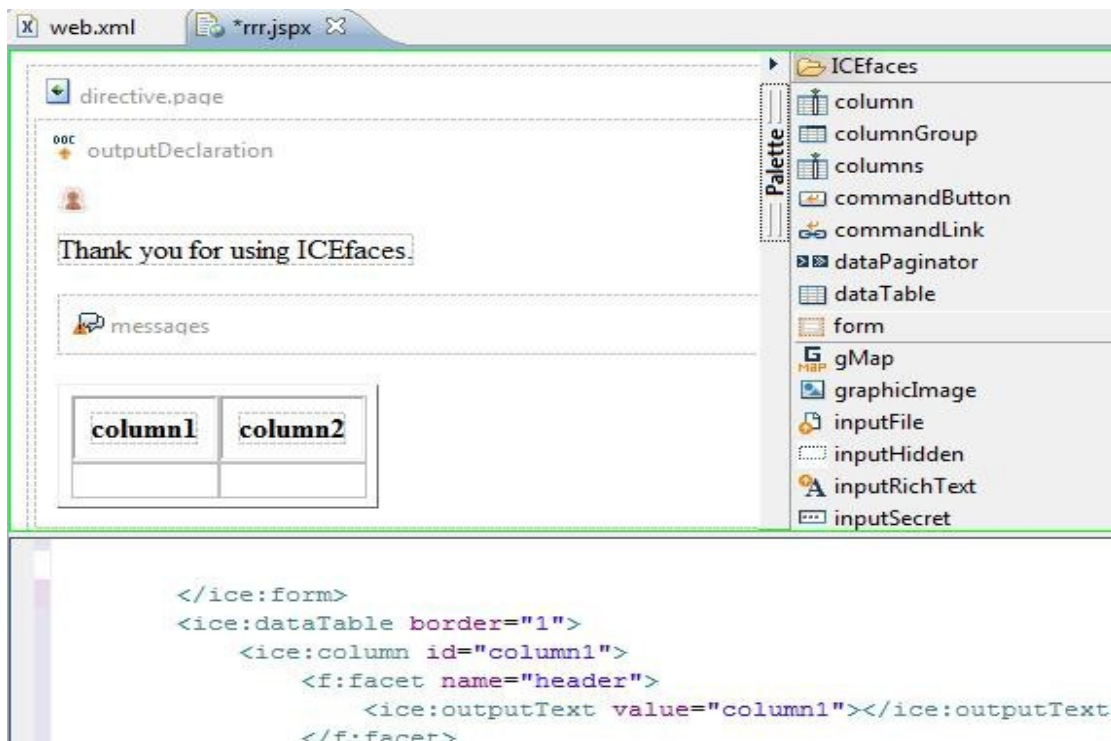 web.xml
*rrr.jspx
directive.page
DOC
outputDeclaration
Thank you for using ICEfaces.
messages
column1 column2
Palette
ICEfaces
column
columnGroup
columns
commandButton
commandLink
dataPaginator
dataTable
form
G MAP gMap
graphicImage
inputFile
inputHidden
A inputRichText
inputSecret
</ice:form>
<ice:dataTable border="1">
<ice:column id="column1">
<f:facet name="header">
<ice:outputText value="column1"></ice:outputText
</f:facet>